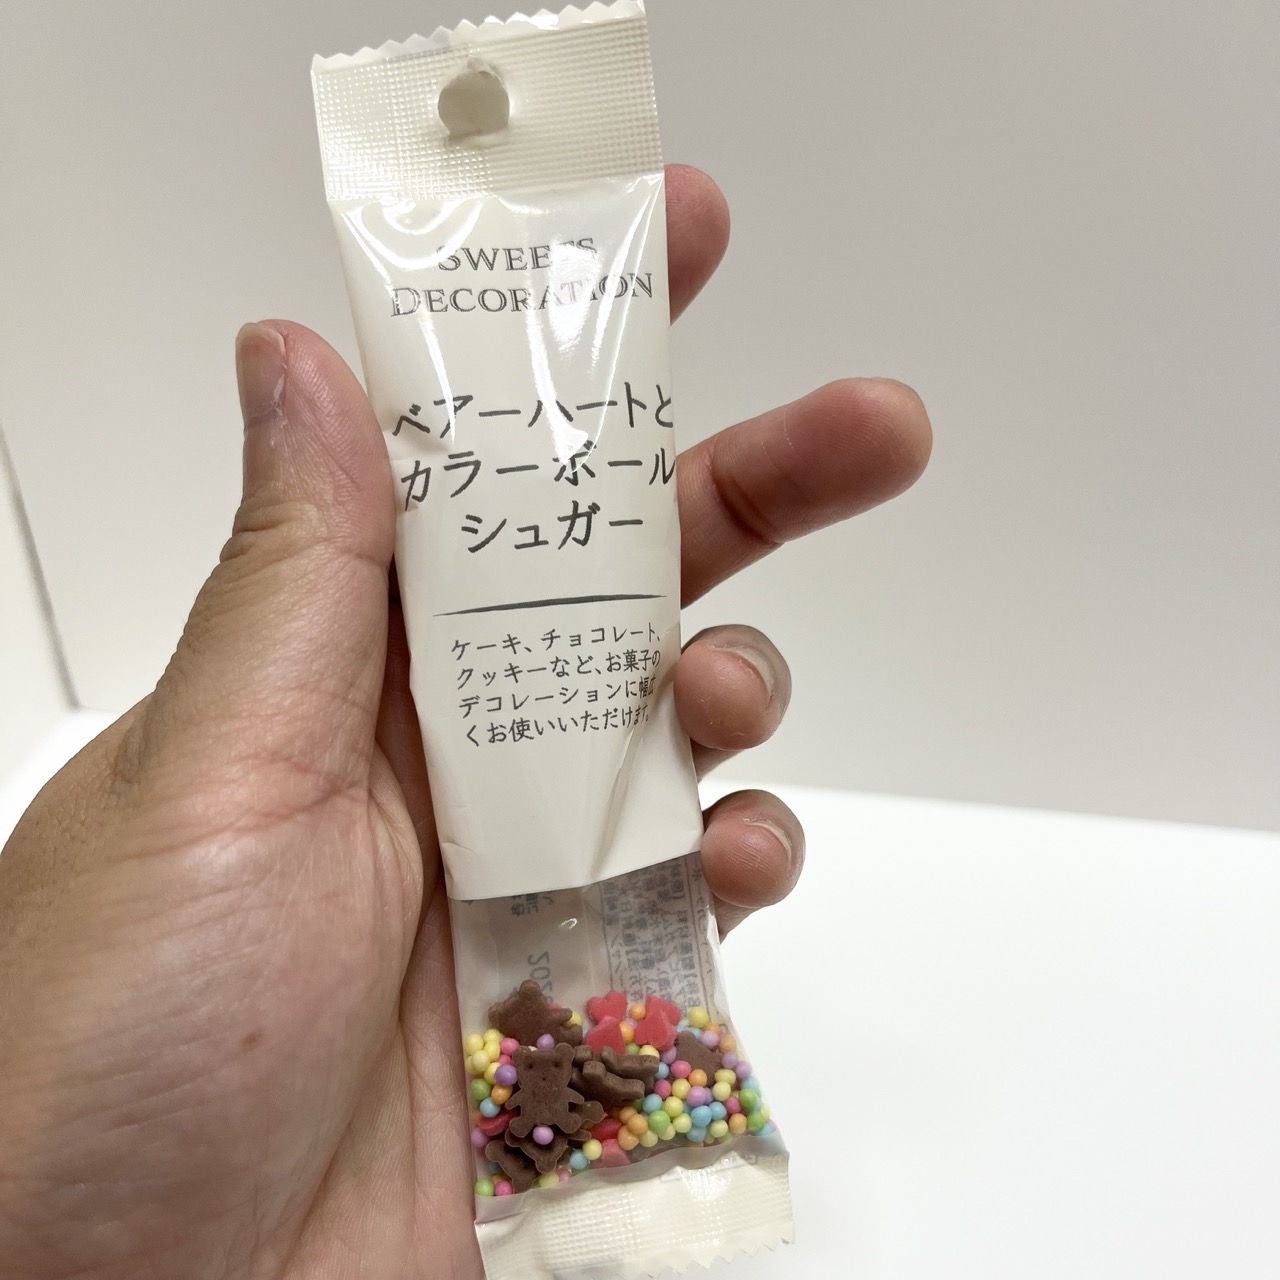 SWEETS
DECORATION
ベアーハートと
カラーボール
シュガー
ケーキ、チョコレート、
クッキーなど、お菓子の
デコレーションに幅広
くお使いいただけます。